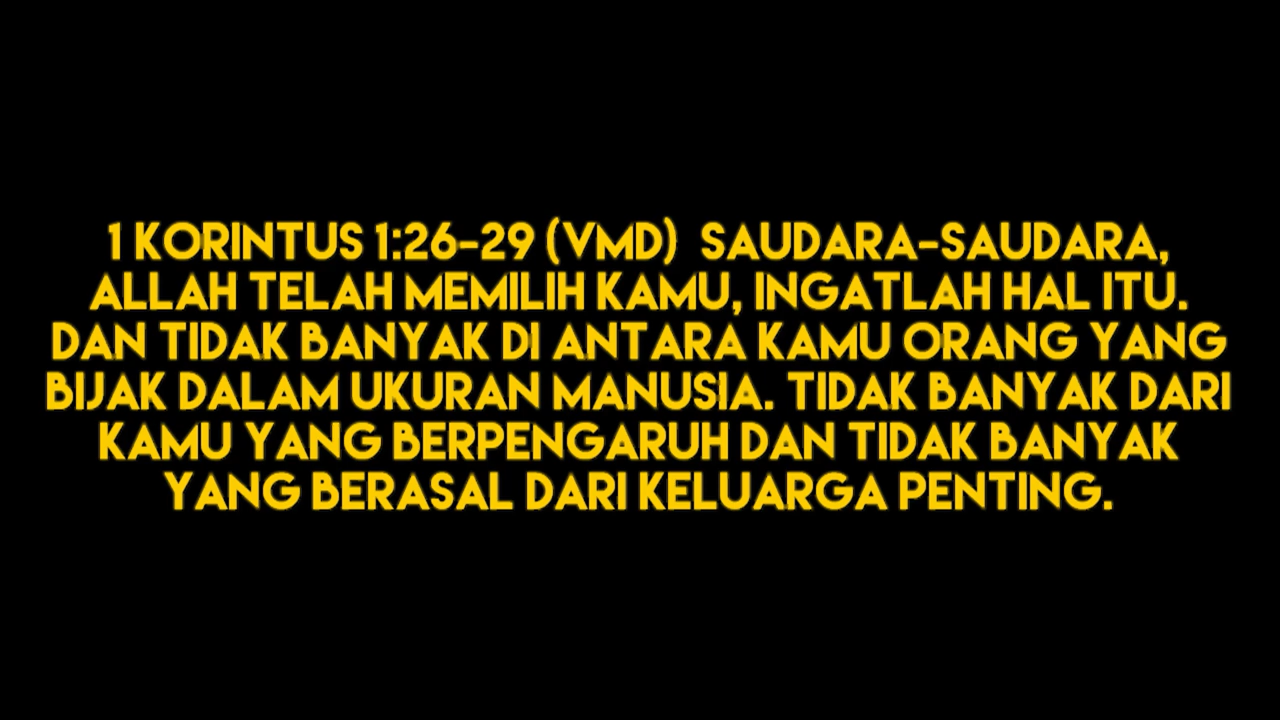 1 KORINTUS 1:26-29 (VMD)  SAUDARA-SAUDARA,
ALLAH TELAH MEMILIH KAMU, INGATLAH HAL ITU.
DAN TIDAK BANYAK DI ANTARA KAMU ORANG YANG
BIJAK DALAM UKURAN MANUSIA. TIDAK BANYAK DARI
KAMU YANG BERPENGARUH DAN TIDAK BANYAK
YANG BERASAL DARI KELUARGA PENTING.